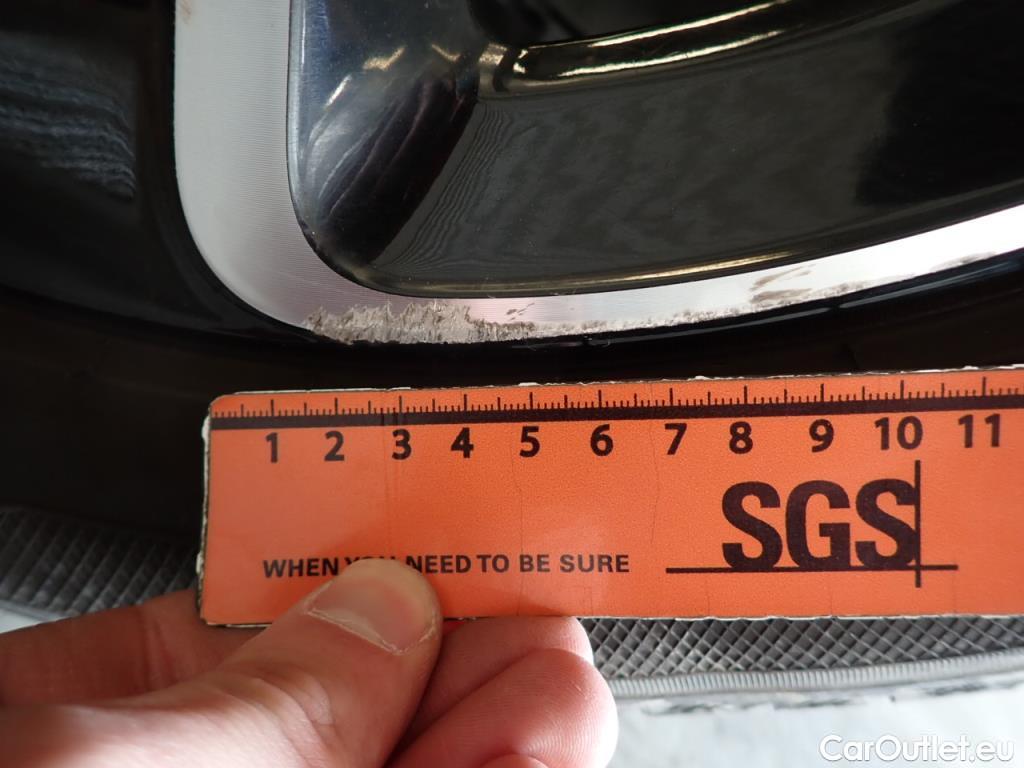 1 2 3 4 5 6 7 8 9 10 11
SGS
WHEN YOU NEED TO BE SURE
CarOutlet.eu